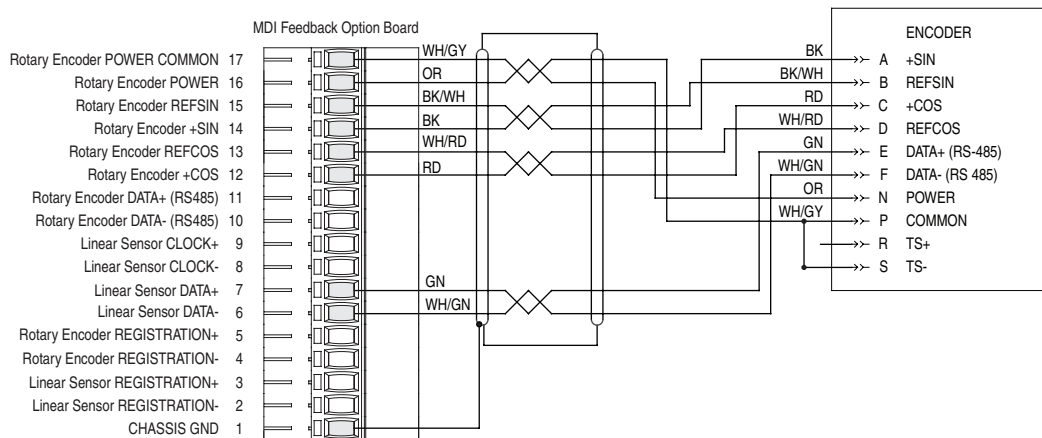 MDI Feedback Option Board
ENCODER
Rotary Encoder POWER COMMON 17
Rotary Encoder POWER 16
Rotary Encoder REFSIN 15
Rotary Encoder +SIN 14
Rotary Encoder REFCOS 13
Rotary Encoder +COS 12
Rotary Encoder DATA+ (RS485) 11
Rotary Encoder DATA- (RS485) 10
Linear Sensor CLOCK+ 9
Linear Sensor CLOCK- 8
Linear Sensor DATA+ 7
Linear Sensor DATA- 6
Rotary Encoder REGISTRATION+ 5
Rotary Encoder REGISTRATION- 4
Linear Sensor REGISTRATION+ 3
Linear Sensor REGISTRATION- 2
CHASSIS GND 1
WH/GY
OR
BK/WH
BK
WH/RD
RD
GN
WH/GN
BK A +SIN
BK/WH B REFSIN
RD C +COS
WH/RD D REFCOS
GN E DATA+ (RS-485)
WH/GN F DATA- (RS 485)
OR N POWER
WH/GY P COMMON
R TS+
S TS-